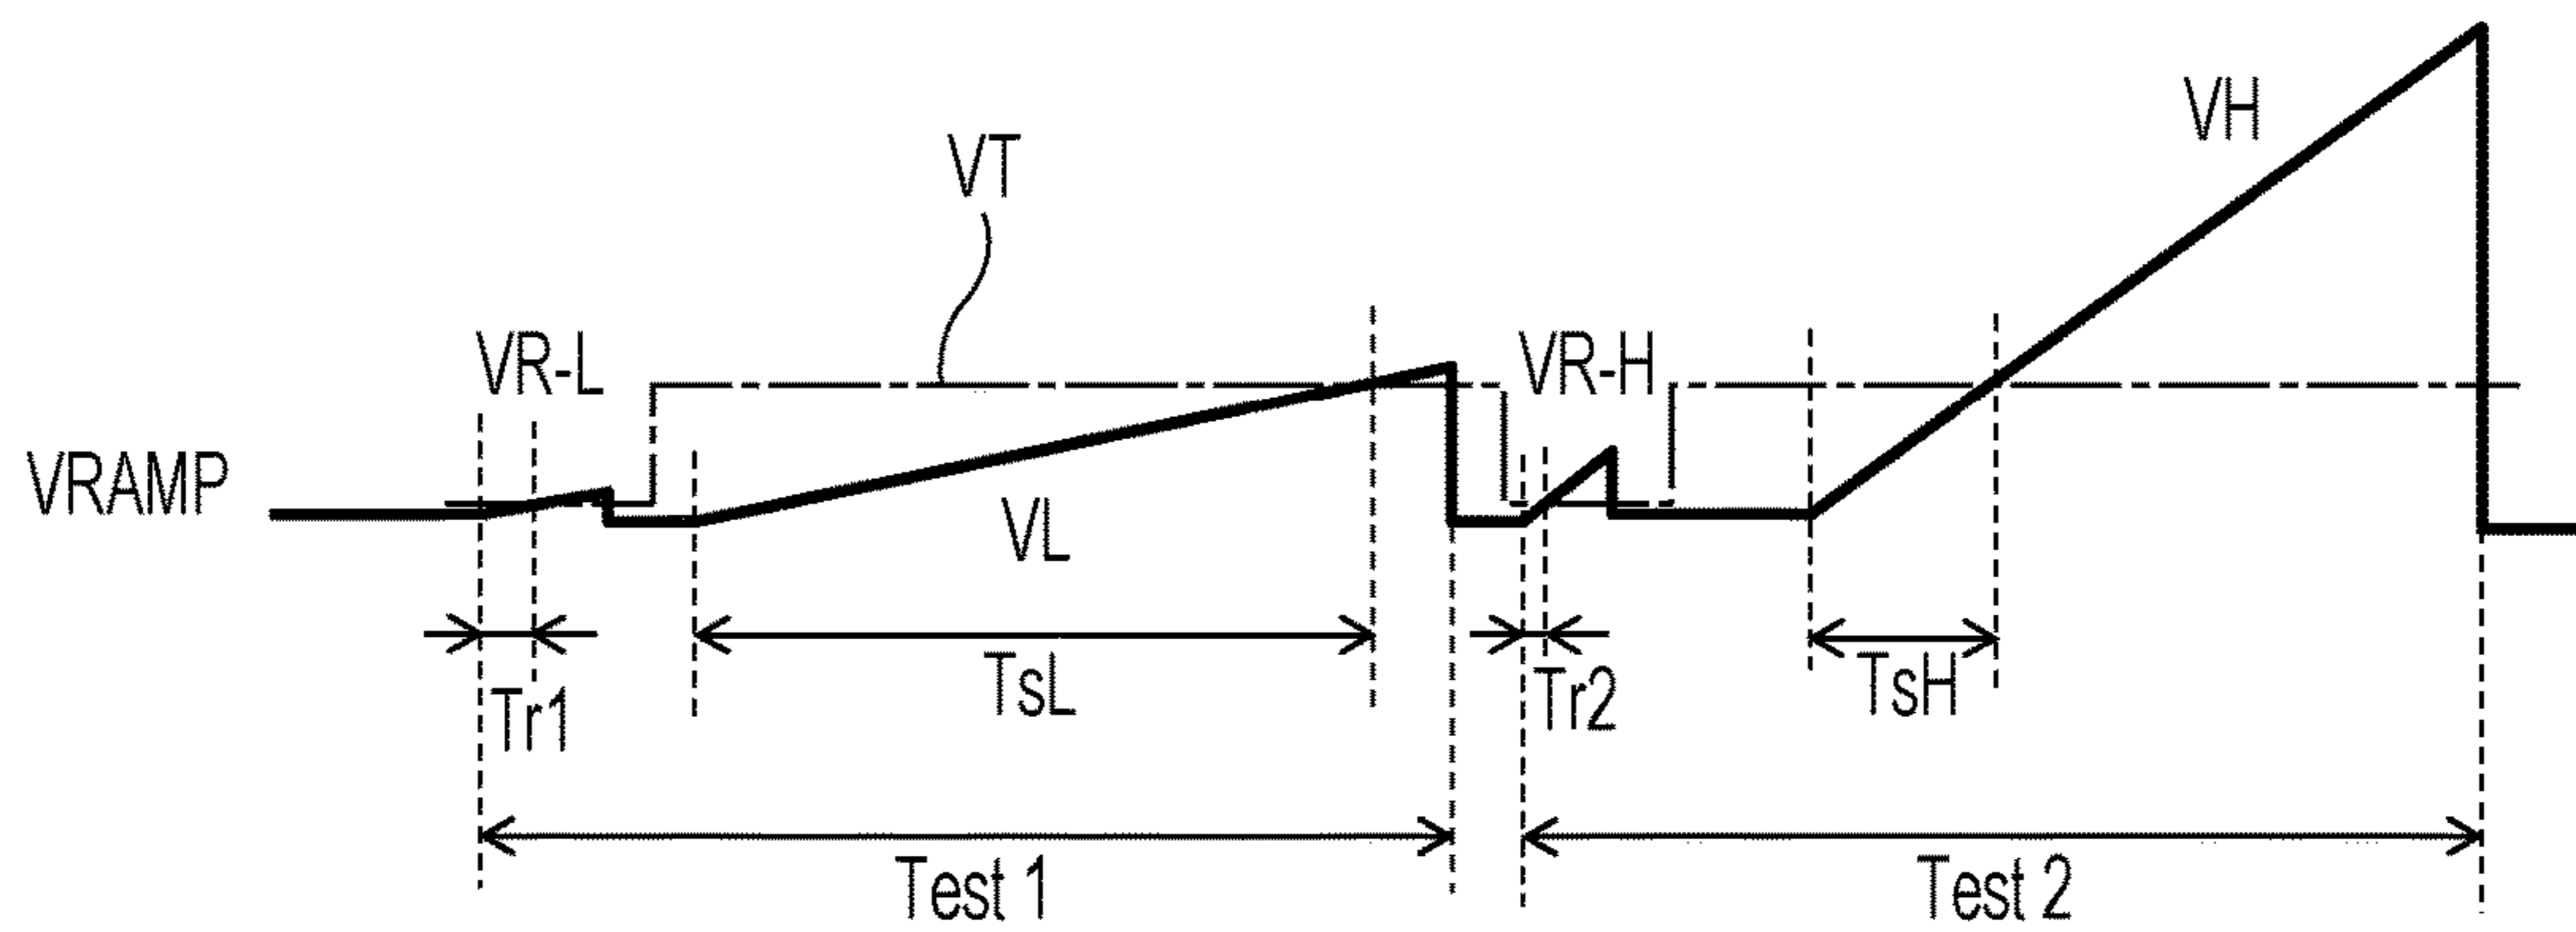 VH
VT
VR-L
VR-H
VRAMP
VL
TsL
TsH
Tr1
Tr2
Test 1
Test 2